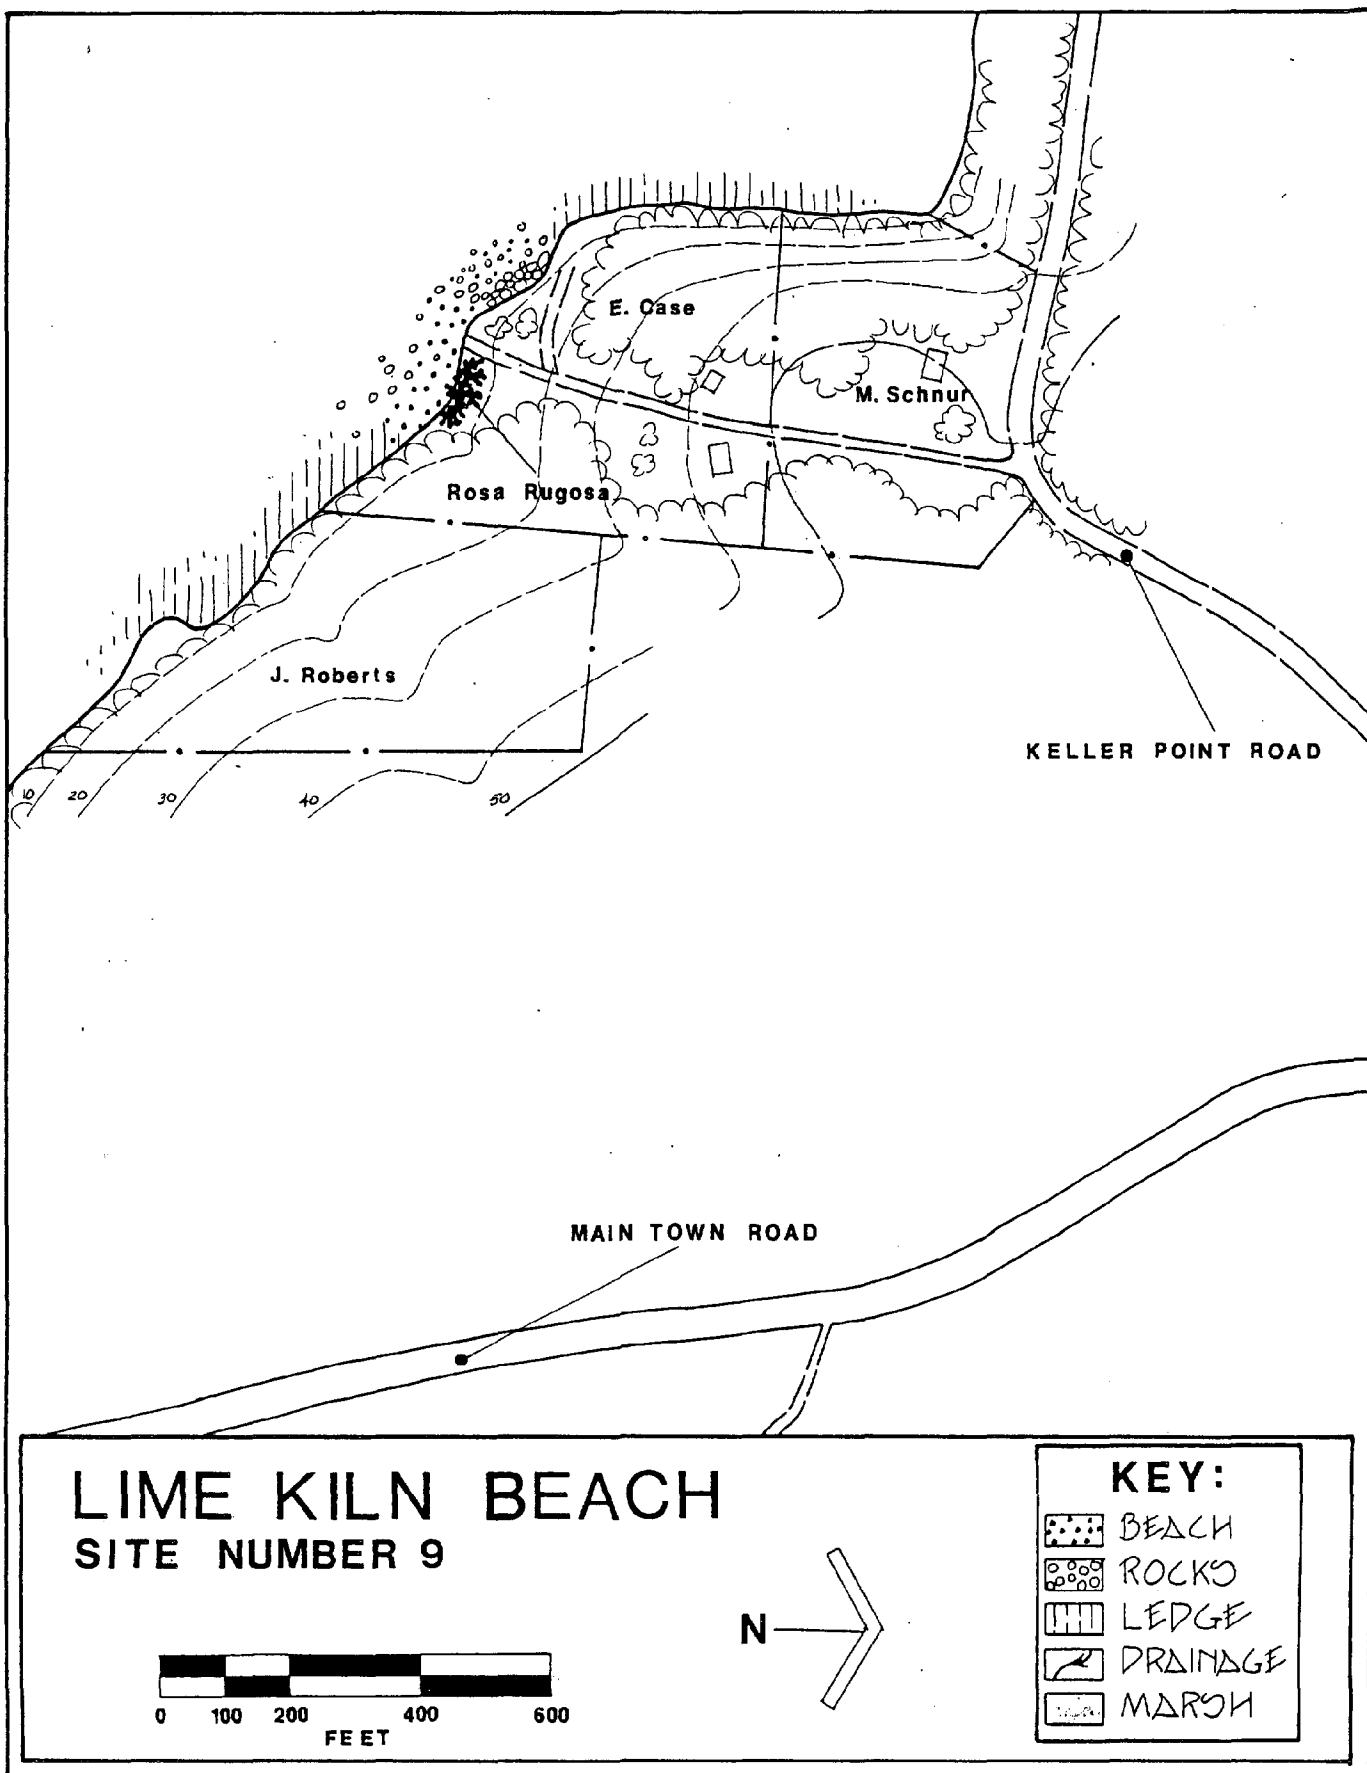 E. Case
M. Schnur
Rosa Rugosa
J. Roberts
KELLER POINT ROAD
10 20 30 40 50
MAIN TOWN ROAD
LIME KILN BEACH
SITE NUMBER 9
0 100 200 400 600
FEET
N
KEY:
BEACH
ROCKS
LEDGE
DRAINAGE
MARSH